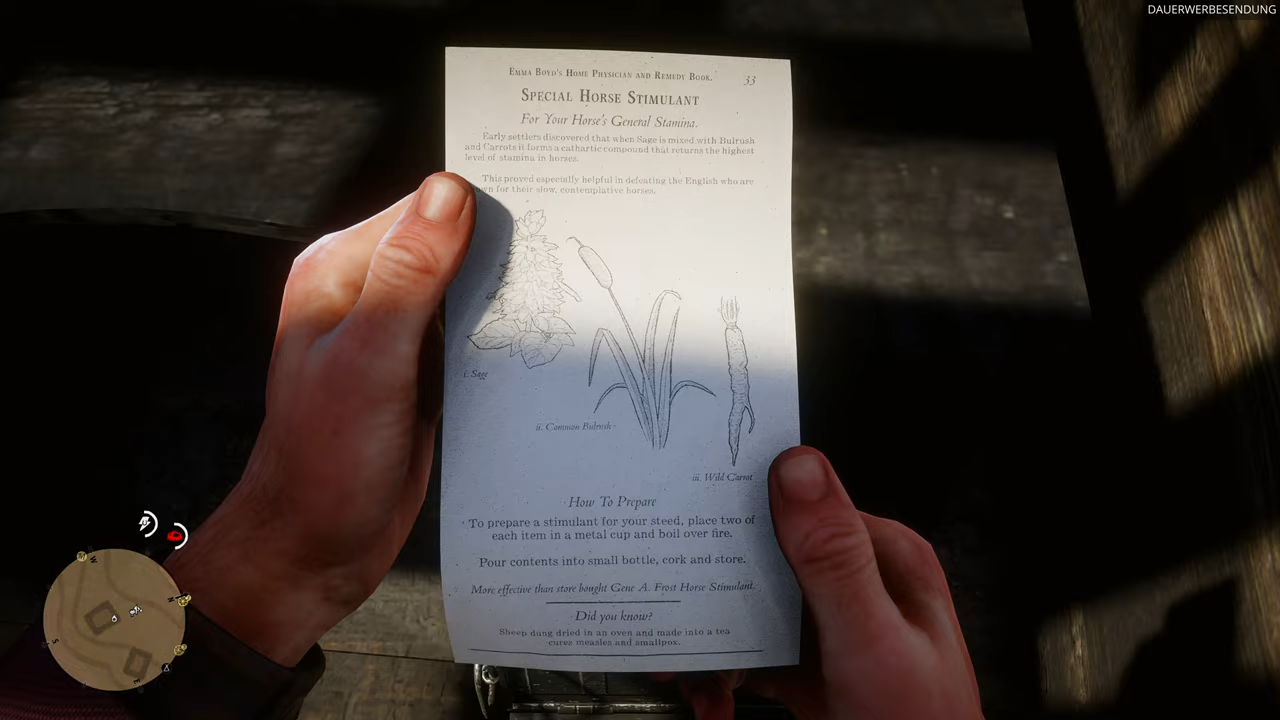 DAUERWERBESENDUNG
Emma Boyd's Home Physician and Remedy Book.
33
Special Horse Stimulant
For Your Horse's General Stamina.
Early settlers discovered that when Sage is mixed with Bulrush
and Carrots it forms a cathartic compound that returns the highest
level of stamina in horses.
This proved especially helpful in defeating the English who are
wn for their slow, contemplative horses.
i. Sage
ii. Common Bulrush
iii. Wild Carrot
How To Prepare
To prepare a stimulant for your steed, place two of
each item in a metal cup and boil over fire.
Pour contents into small bottle, cork and store.
More effective than store bought Gene A. Frost Horse Stimulant.
Did you know?
Sheep dung dried in an oven and made into a tea
cures measles and smallpox.